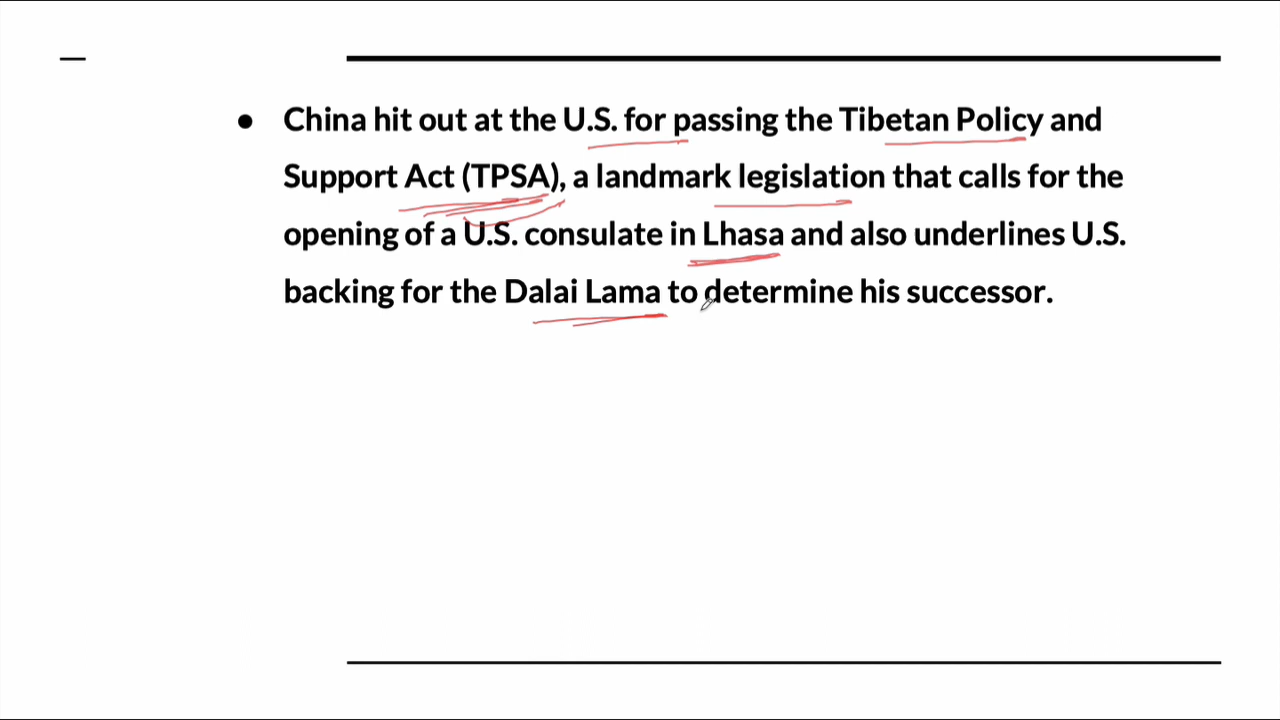 ● China hit out at the U.S. for passing the Tibetan Policy and
Support Act (TPSA), a landmark legislation that calls for the
opening of a U.S. consulate in Lhasa and also underlines U.S.
backing for the Dalai Lama to determine his successor.